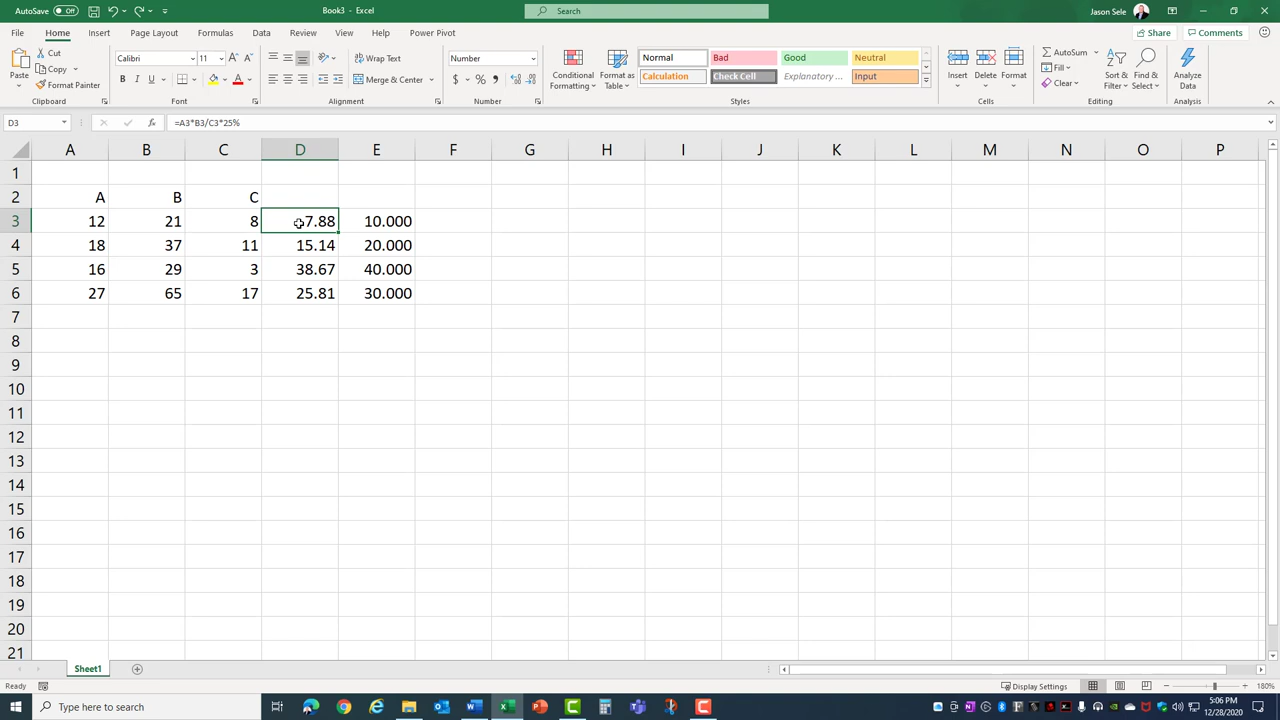 AutoSave Off Book3 - Excel Search Jason Sele
File Home Insert Page Layout Formulas Data Review View Help Power Pivot Share Comments
Paste Cut Copy Format Painter
Calibri 11
B I U
Wrap Text
Merge & Center
Number
$ %
Conditional Formatting Format as Table
Normal Bad Good Neutral
Calculation Check Cell Explanatory ... Input
Insert Delete Format
AutoSum Fill Clear
Sort & Filter Find & Select
Analyze Data
Clipboard Font Alignment Number Styles Cells Editing Analysis
D3 fx =A3*B3/C3*25%
A B C D E F G H I J K L M N O P
1
2 A B C
3 12 21 8 7.88 10.000
4 18 37 11 15.14 20.000
5 16 29 3 38.67 40.000
6 27 65 17 25.81 30.000
7
8
9
10
11
12
13
14
15
16
17
18
19
20
21
Sheet1
Ready Display Settings 180%
Type here to search 5:06 PM
12/28/2020